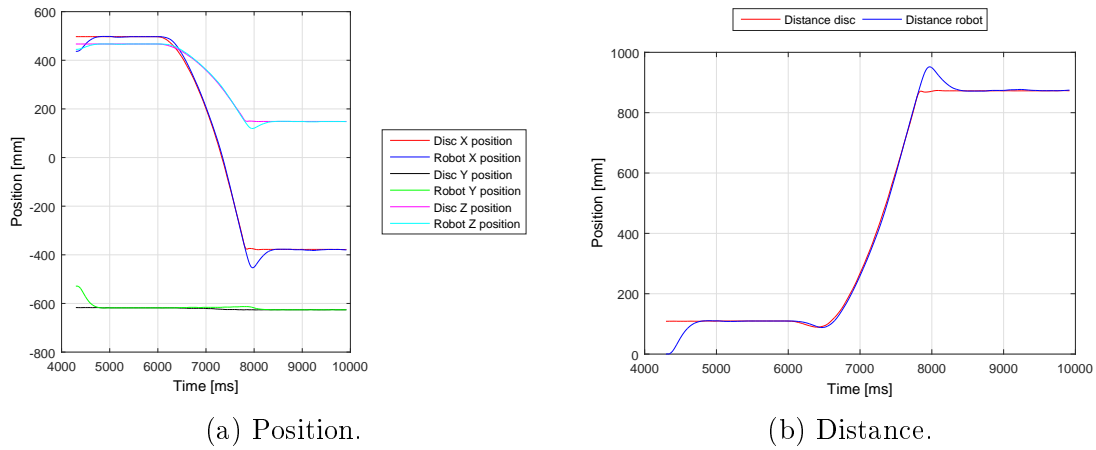 600
400
200
0
-200
-400
-600
-800
4000 5000 6000 7000 8000 9000 10000
Position [mm]
Time [ms]
Disc X position
Robot X position
Disc Y position
Robot Y position
Disc Z position
Robot Z position
(a) Position.
Distance disc Distance robot
1000
800
600
400
200
0
4000 5000 6000 7000 8000 9000 10000
Position [mm]
Time [ms]
(b) Distance.